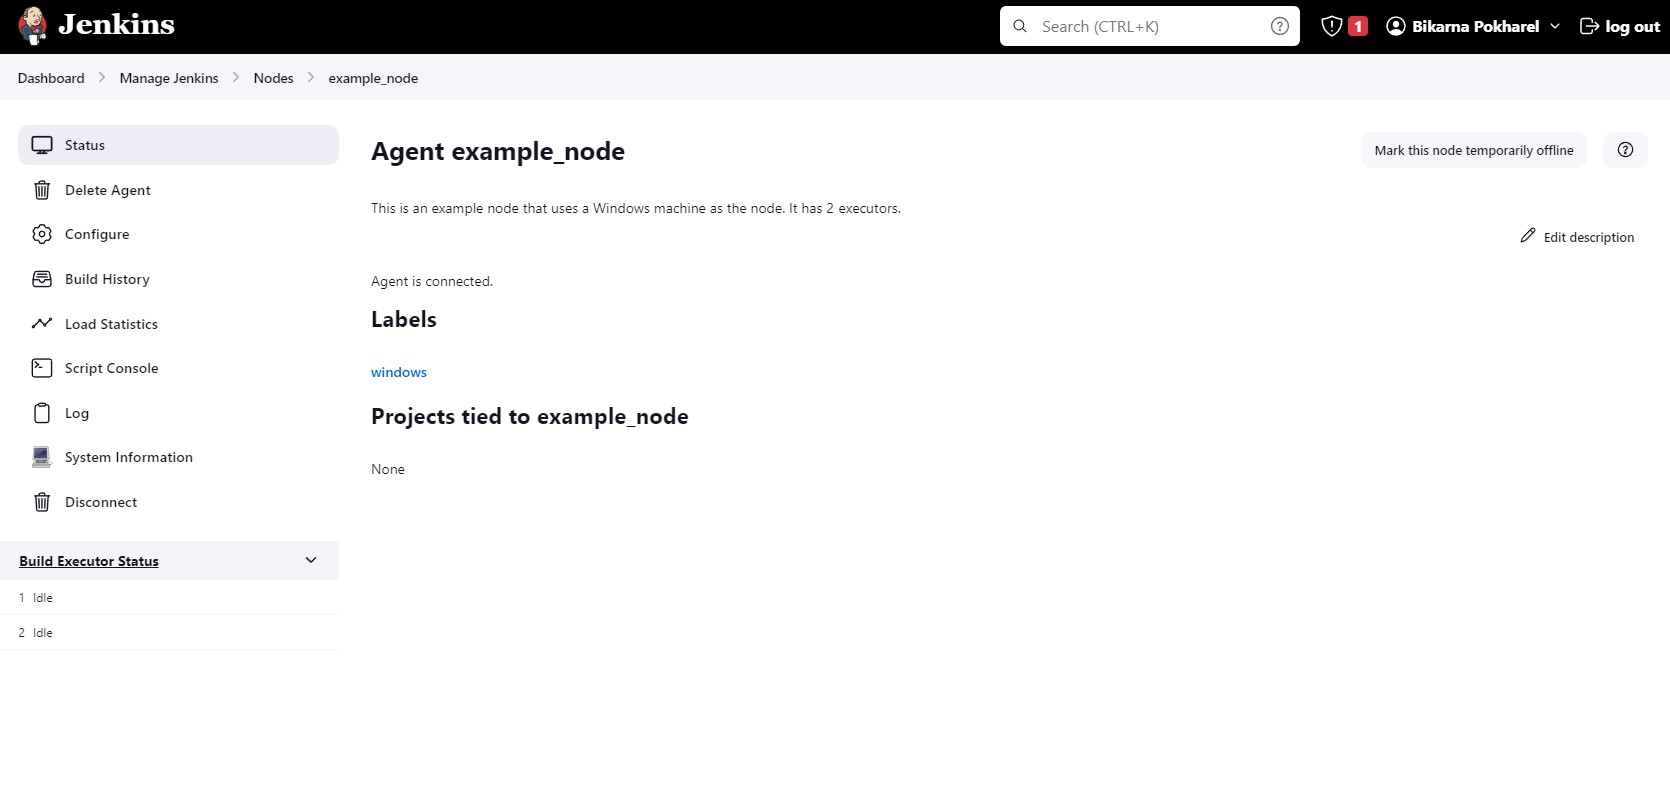 Jenkins
Search (CTRL+K)
1
Bikarna Pokharel
log out
Dashboard > Manage Jenkins > Nodes > example_node
Status
Delete Agent
Configure
Build History
Load Statistics
Script Console
Log
System Information
Disconnect
Build Executor Status
1 Idle
2 Idle
Agent example_node
Mark this node temporarily offline
This is an example node that uses a Windows machine as the node. It has 2 executors.
Edit description
Agent is connected.
Labels
windows
Projects tied to example_node
None